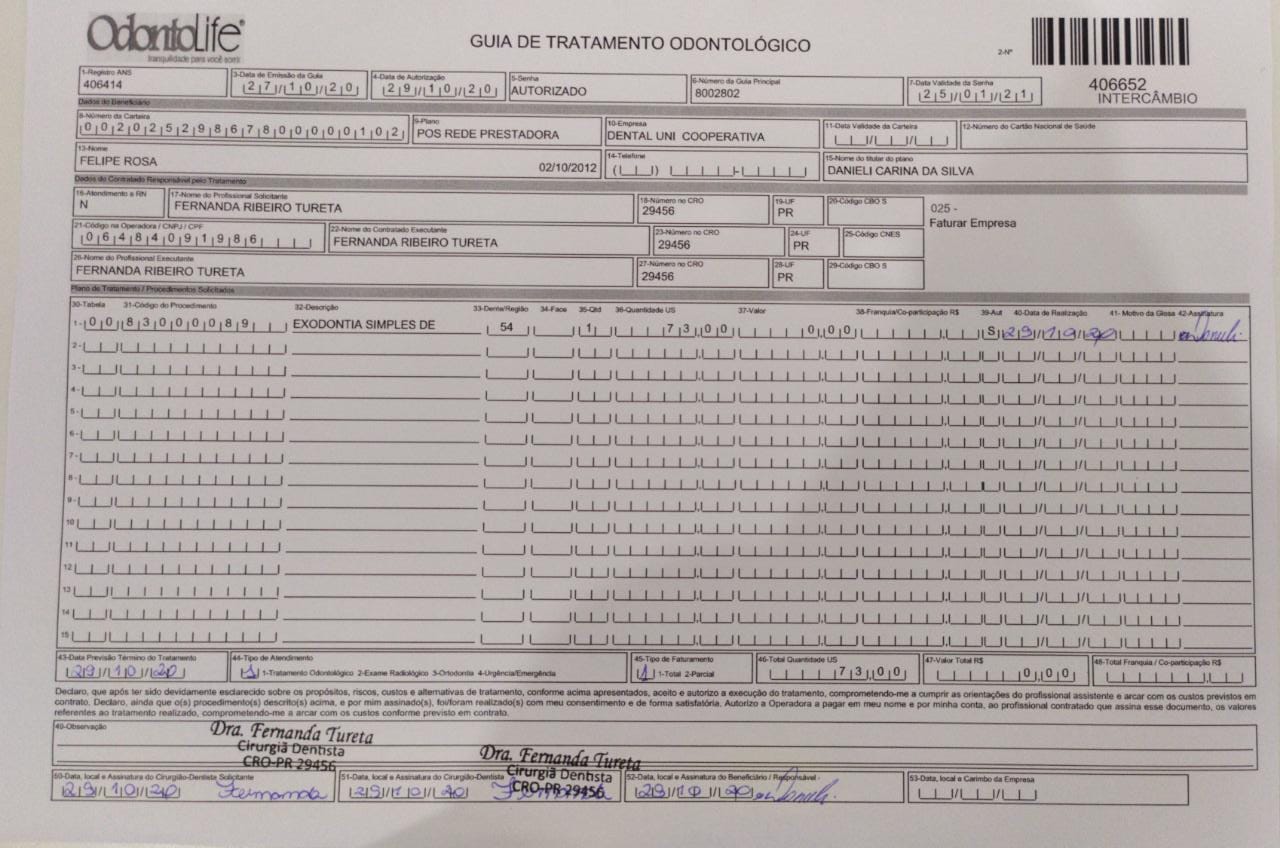 OdontoLife®
tranquilidade para você sorrir
GUIA DE TRATAMENTO ODONTOLÓGICO
2-Nº
406652
INTERCÂMBIO
1-Registro ANS
406414
3-Data de Emissão da Guia
27/10/20
4-Data de Autorização
29/10/20
5-Senha
AUTORIZADO
6-Número da Guia Principal
8002802
7-Data Validade da Senha
25/01/21
Dados do Beneficiário
8-Número da Carteira
00202529867800000102
9-Plano
POS REDE PRESTADORA
10-Empresa
DENTAL UNI COOPERATIVA
11-Data Validade da Carteira
12-Número do Cartão Nacional de Saúde
13-Nome
FELIPE ROSA 02/10/2012
14-Telefone
15-Nome do titular do plano
DANIELI CARINA DA SILVA
Dados do Contratado Responsável pelo Tratamento
16-Atendimento a RN
N
17-Nome do Profissional Solicitante
FERNANDA RIBEIRO TURETA
18-Número no CRO
29456
19-UF
PR
20-Código CBO S
025 -
Faturar Empresa
21-Código na Operadora / CNPJ / CPF
06484091986
22-Nome do Contratado Executante
FERNANDA RIBEIRO TURETA
23-Número no CRO
29456
24-UF
PR
25-Código CNES
26-Nome do Profissional Executante
FERNANDA RIBEIRO TURETA
27-Número no CRO
29456
28-UF
PR
29-Código CBO S
Plano de Tratamento / Procedimentos Solicitados
30-Tabela 31-Código do Procedimento 32-Descrição 33-Dente/Região 34-Face 35-Qtd 36-Quantidade US 37-Valor 38-Franquia/Co-participação R$ 39-Aut 40-Data de Realização 41- Motivo da Glosa 42-Assinatura
1- 00 83000089 EXODONTIA SIMPLES DE 54 1 73,00 0,00 S 29/10/20
2-
3-
4-
5-
6-
7-
8-
9-
10
11
12
13
14
15
43-Data Previsão Término do Tratamento
29/10/20
44-Tipo de Atendimento
1 1-Tratamento Odontológico 2-Exame Radiológico 3-Ortodontia 4-Urgência/Emergência
45-Tipo de Faturamento
1 1-Total 2-Parcial
46-Total Quantidade US
73,00
47-Valor Total R$
0,00
48-Total Franquia / Co-participação R$
Declaro, que após ter sido devidamente esclarecido sobre os propósitos, riscos, custos e alternativas de tratamento, conforme acima apresentados, aceito e autorizo a execução do tratamento, comprometendo-me a cumprir as orientações do profissional assistente e arcar com os custos previstos em
contrato. Declaro, ainda que o(s) procedimento(s) descrito(s) acima, e por mim assinado(s), foi/foram realizado(s) com meu consentimento e de forma satisfatória. Autorizo a Operadora a pagar em meu nome e por minha conta, ao profissional contratado que assina esse documento, os valores
referentes ao tratamento realizado, comprometendo-me a arcar com os custos conforme previsto em contrato.
49-Observação
Dra. Fernanda Tureta
Cirurgiã Dentista
CRO-PR 29456
Dra. Fernanda Tureta
Cirurgiã Dentista
CRO-PR 29456
50-Data, local e Assinatura do Cirurgião-Dentista Solicitante
29/10/20 Fernanda
51-Data, local e Assinatura do Cirurgião-Dentista
29/10/20
52-Data, local e Assinatura do Beneficiário / Responsável -
29/10/20
53-Data, local e Carimbo da Empresa